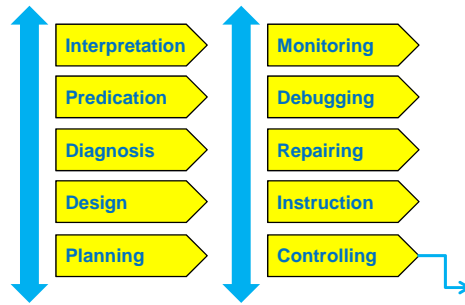 Interpretation
Predication
Diagnosis
Design
Planning
Monitoring
Debugging
Repairing
Instruction
Controlling